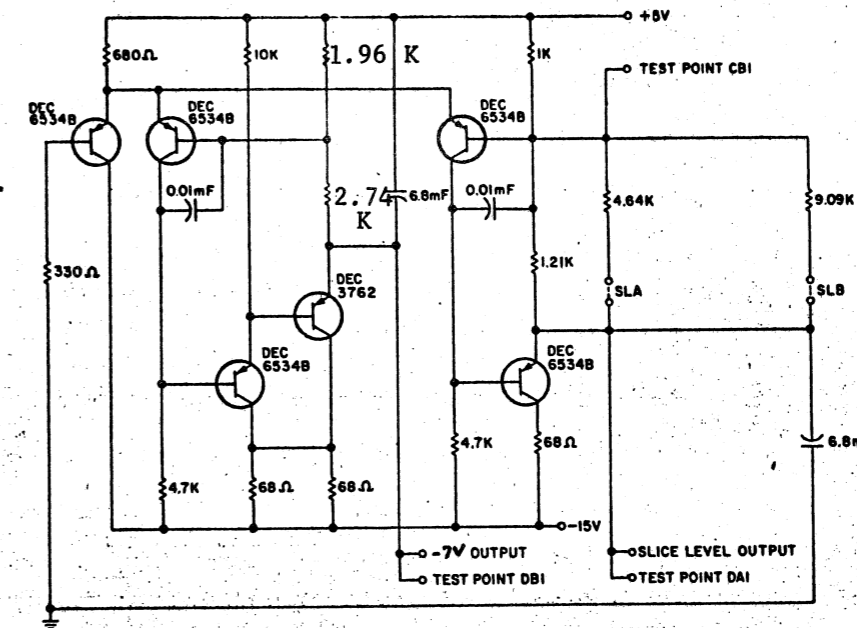 +5V
680Ω
10K
1.96 K
1K
TEST POINT CB1
DEC
6534B
DEC
6534B
DEC
6534B
0.01mF
2.74
K
6.8mF
0.01mF
4.64K
9.09K
330Ω
1.21K
SLA
SLB
DEC
3762
DEC
6534B
DEC
6534B
4.7K
68Ω
68Ω
4.7K
68Ω
6.8m
-15V
-7V OUTPUT
TEST POINT DB1
SLICE LEVEL OUTPUT
TEST POINT DA1